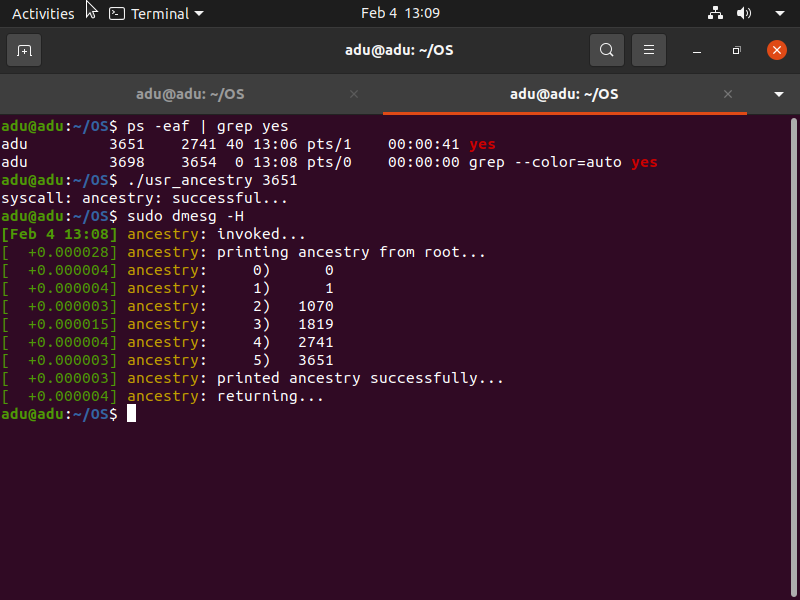 Activities Terminal Feb 4 13:09
adu@adu: ~/OS
adu@adu: ~/OS adu@adu: ~/OS
adu@adu:~/OS$ ps -eaf | grep yes
adu         3651    2741 40 13:06 pts/1    00:00:41 yes
adu         3698    3654  0 13:08 pts/0    00:00:00 grep --color=auto yes
adu@adu:~/OS$ ./usr_ancestry 3651
syscall: ancestry: successful...
adu@adu:~/OS$ sudo dmesg -H
[Feb 4 13:08] ancestry: invoked...
[  +0.000028] ancestry: printing ancestry from root...
[  +0.000004] ancestry:     0)      0
[  +0.000004] ancestry:     1)      1
[  +0.000003] ancestry:     2)   1070
[  +0.000015] ancestry:     3)   1819
[  +0.000004] ancestry:     4)   2741
[  +0.000003] ancestry:     5)   3651
[  +0.000003] ancestry: printed ancestry successfully...
[  +0.000004] ancestry: returning...
adu@adu:~/OS$